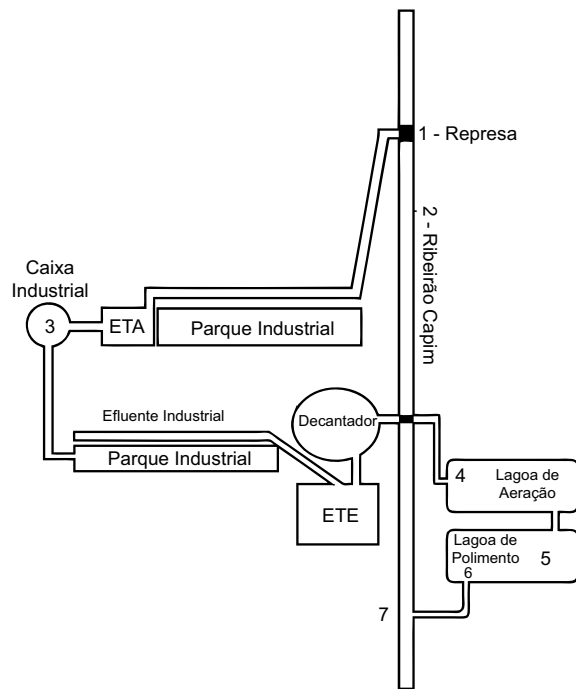 1 - Represa
2 - Ribeirão Capim
Caixa
Industrial
3
ETA
Parque Industrial
Efluente Industrial
Decantador
Parque Industrial
ETE
4
Lagoa de
Aeração
Lagoa de
Polimento
5
6
7